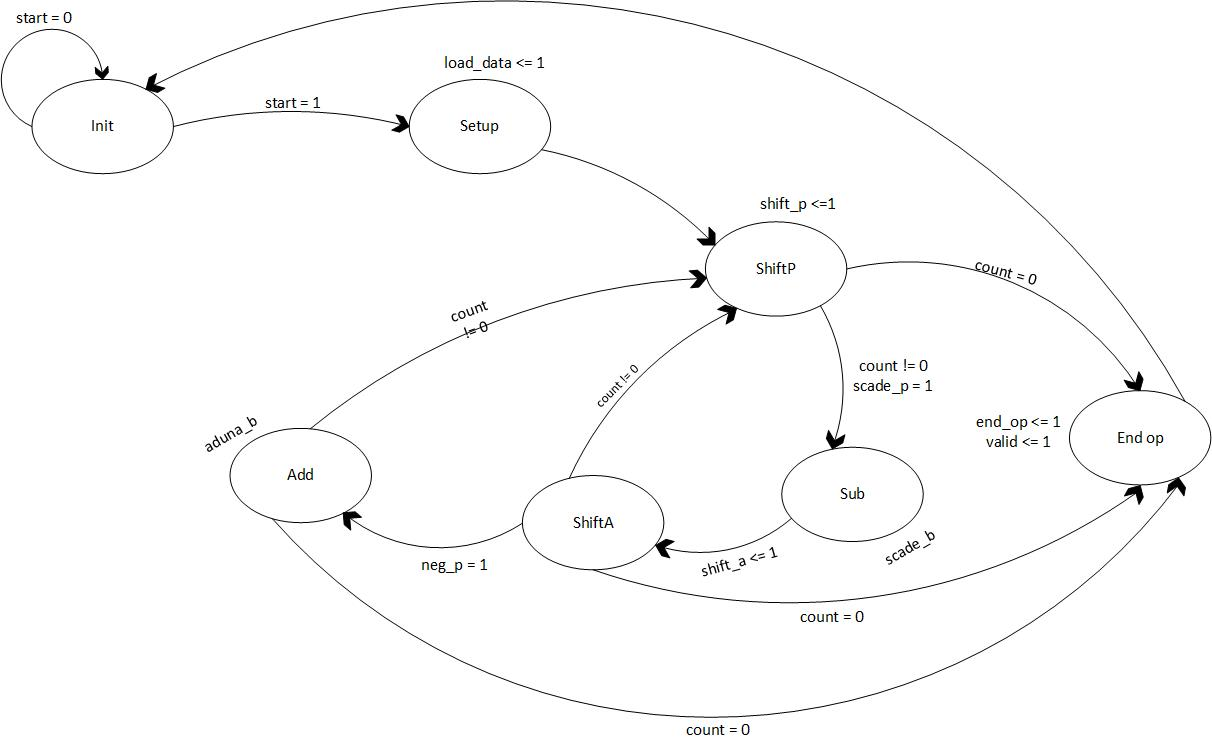 start = 0
load_data <= 1
start = 1
Init
Setup
shift_p <=1
ShiftP
count = 0
count
!= 0
count != 0
count != 0
scade_p = 1
aduna_b
end_op <= 1
valid <= 1
End op
Add
Sub
ShiftA
scade_b
shift_a <= 1
neg_p = 1
count = 0
count = 0